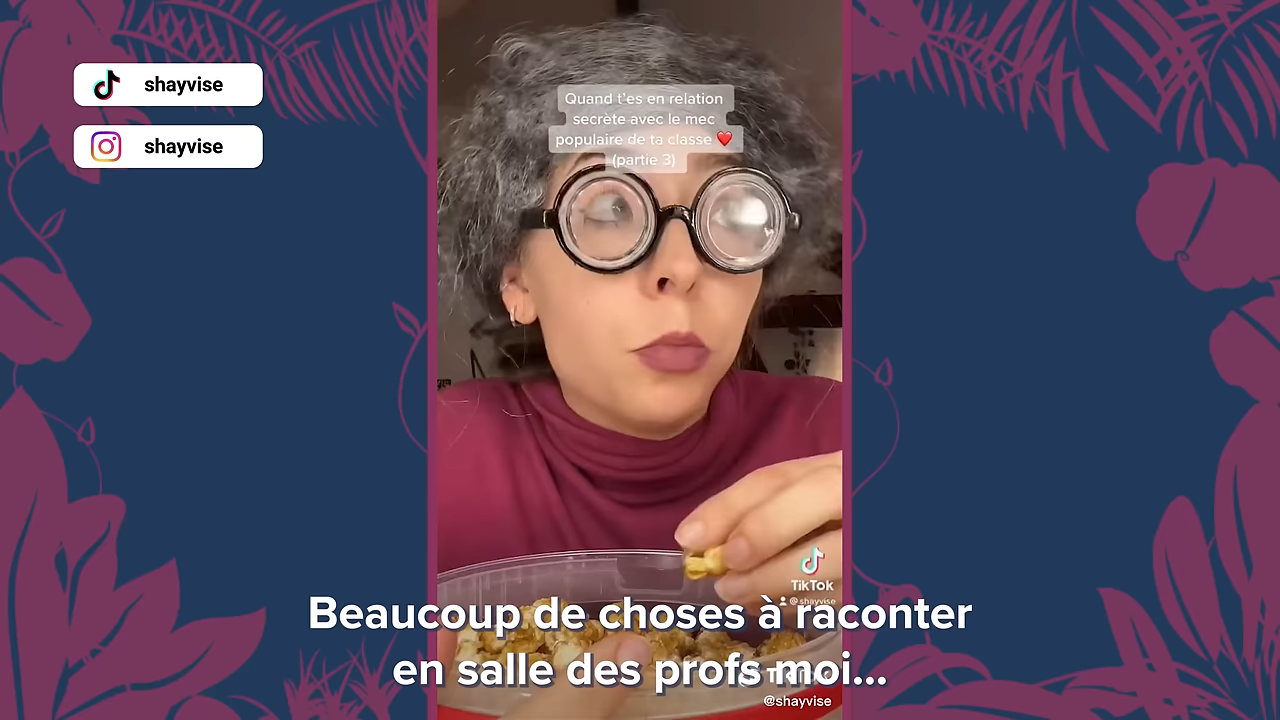 shayvise
shayvise
Quand t'es en relation
secrète avec le mec
populaire de ta classe ❤️
(partie 3)
TikTok
@shayvise
Beaucoup de choses à raconter
en salle des profs moi...
@shayvise